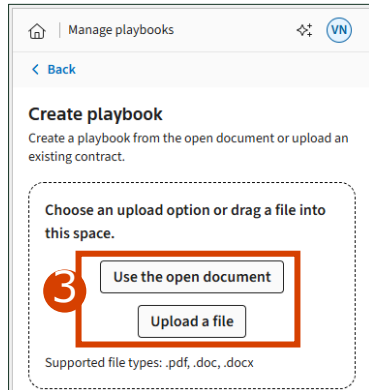 Manage playbooks
VN
Back
Create playbook
Create a playbook from the open document or upload an
existing contract.
Choose an upload option or drag a file into
this space.
3
Use the open document
Upload a file
Supported file types: .pdf, .doc, .docx